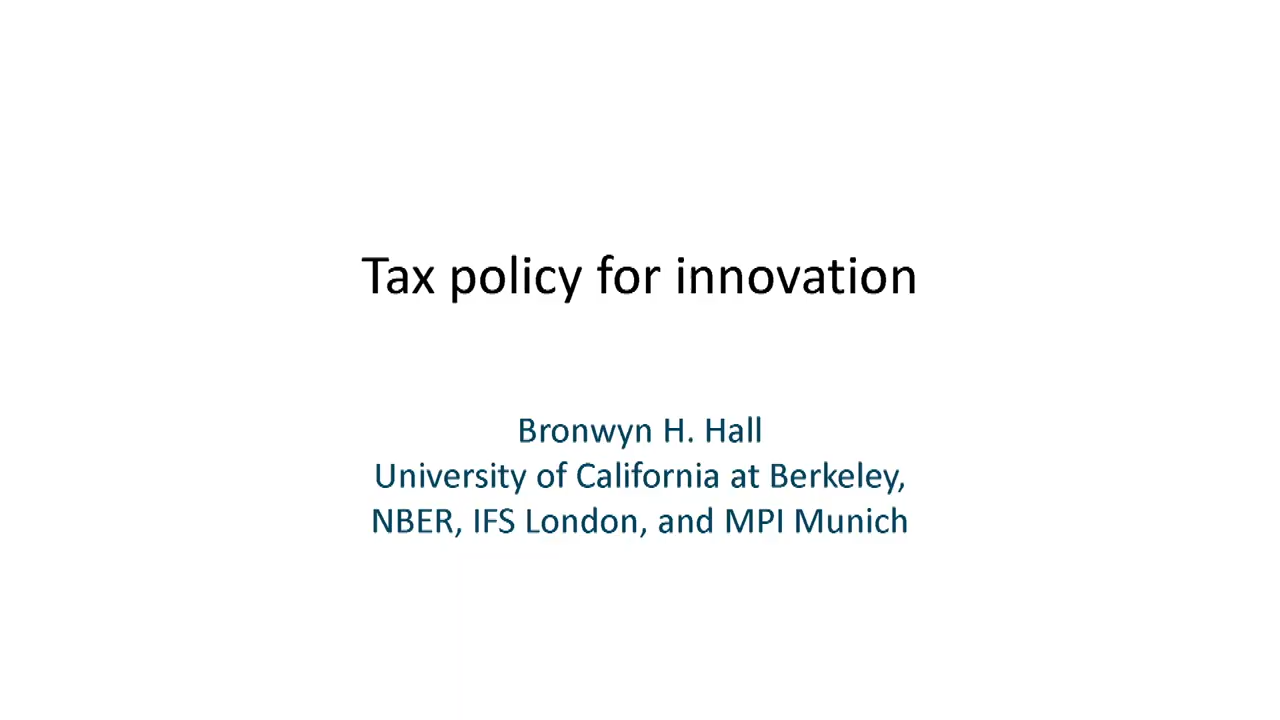 Tax policy for innovation
Bronwyn H. Hall
University of California at Berkeley,
NBER, IFS London, and MPI Munich